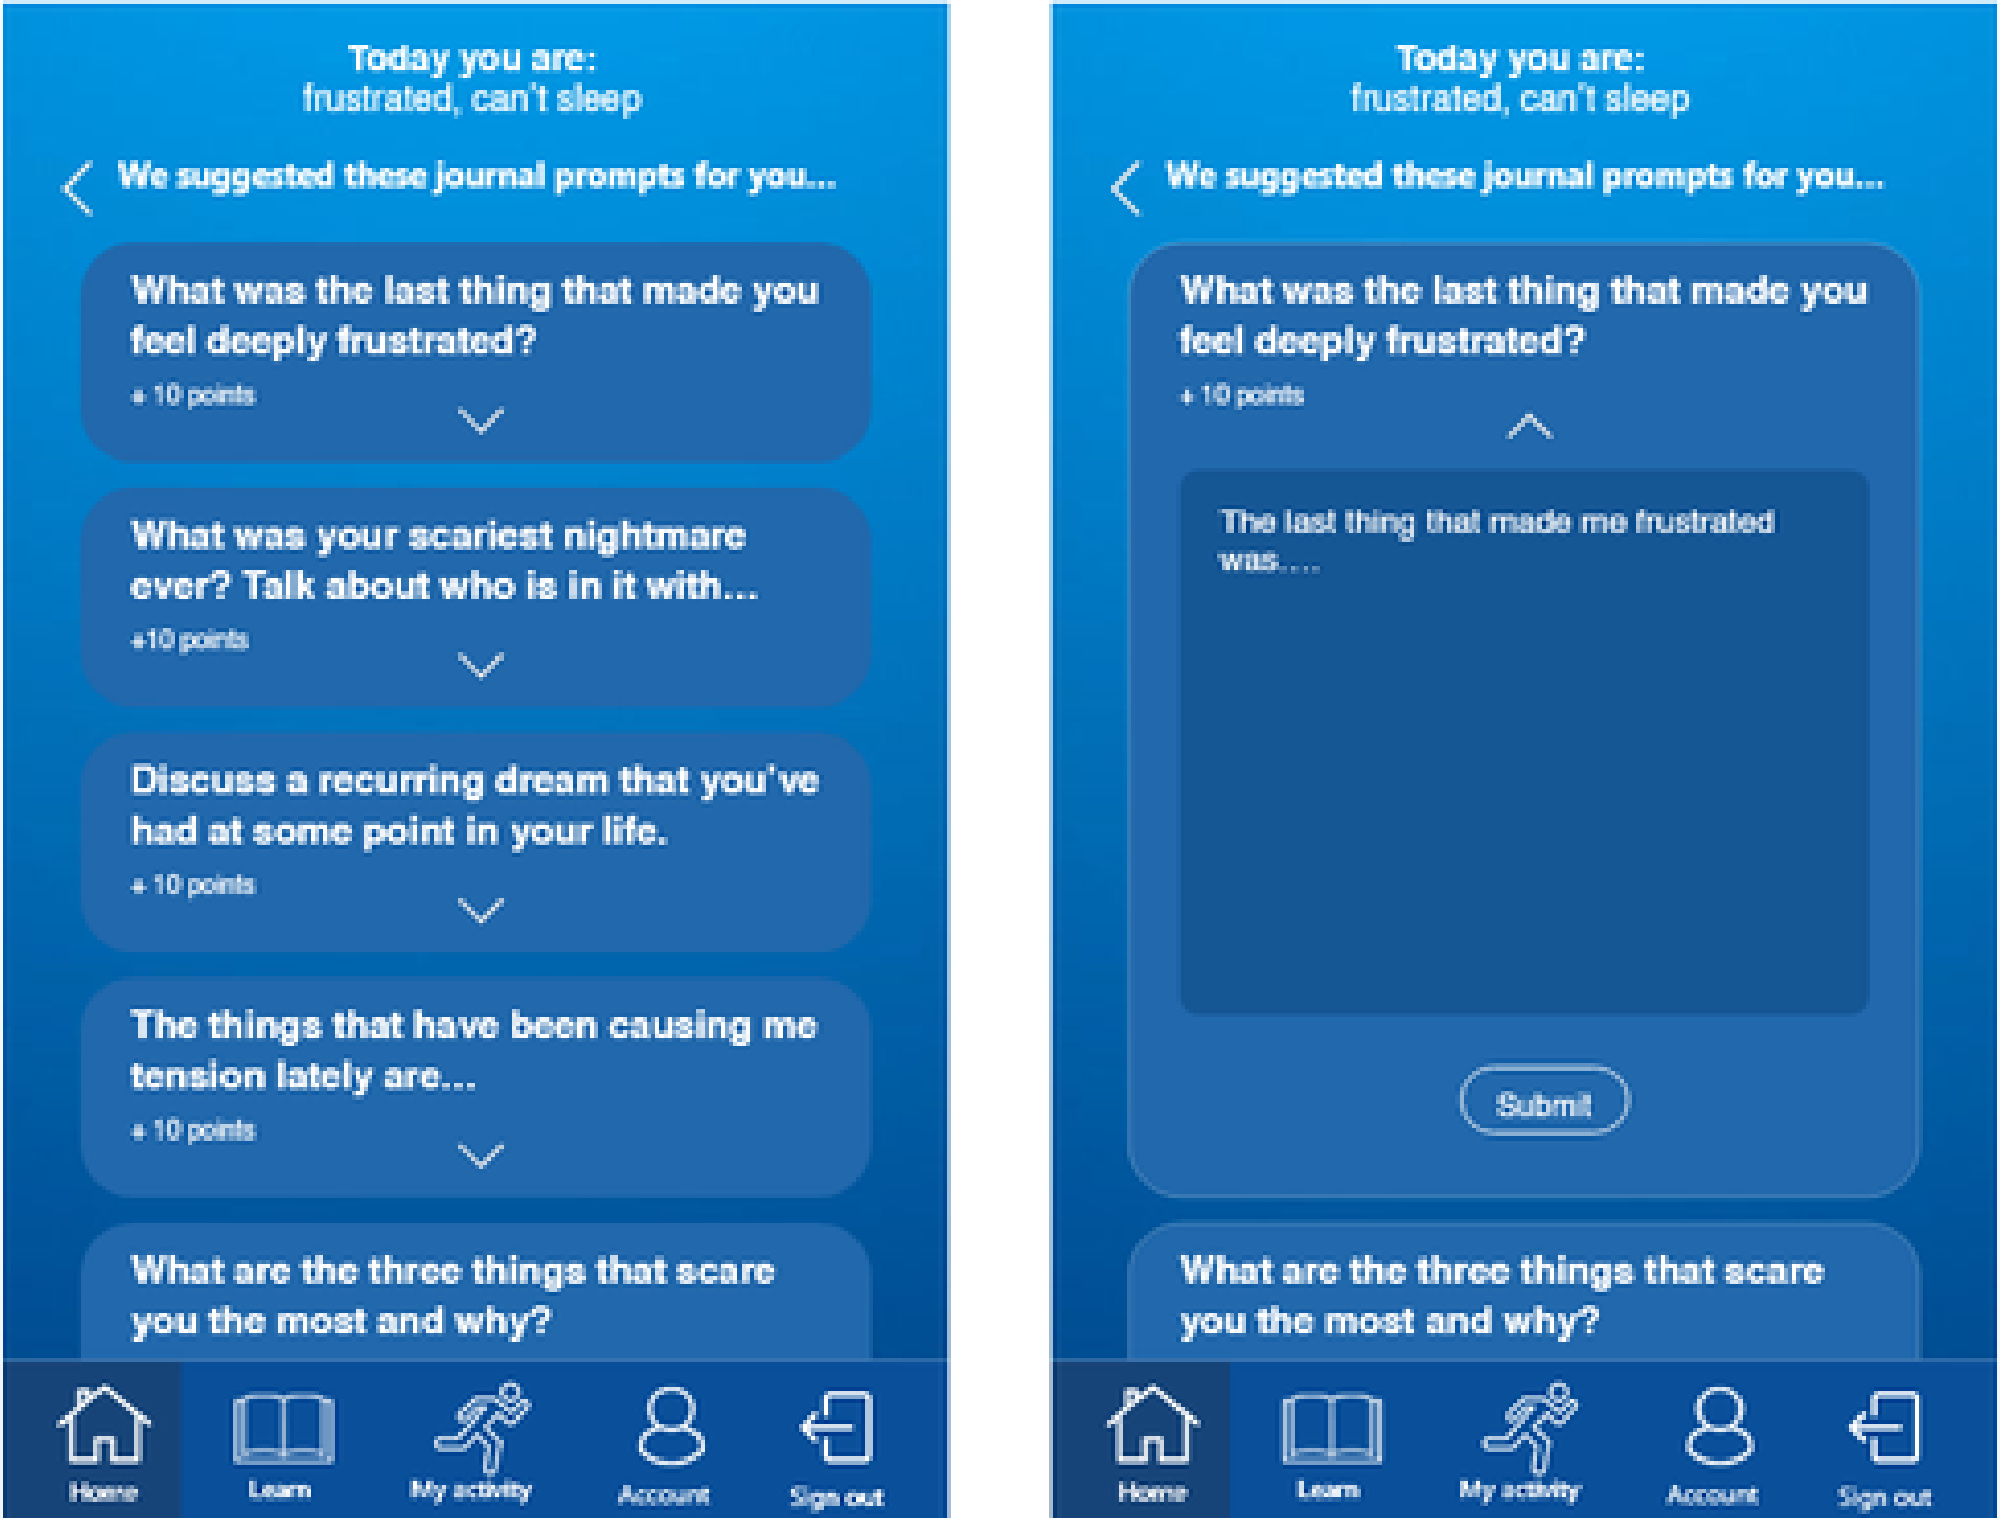 Today you are:
frustrated, can't sleep
We suggested these journal prompts for you...
What was the last thing that made you
feel deeply frustrated?
+ 10 points
What was your scariest nightmare
ever? Talk about who is in it with...
+10 points
Discuss a recurring dream that you've
had at some point in your life.
+ 10 points
The things that have been causing me
tension lately are...
+ 10 points
What are the three things that scare
you the most and why?
Home
Learn
My activity
Account
Sign out
Today you are:
frustrated, can't sleep
We suggested these journal prompts for you...
What was the last thing that made you
feel deeply frustrated?
+ 10 points
The last thing that made me frustrated
was....
Submit
What are the three things that scare
you the most and why?
Home
Learn
My activity
Account
Sign out